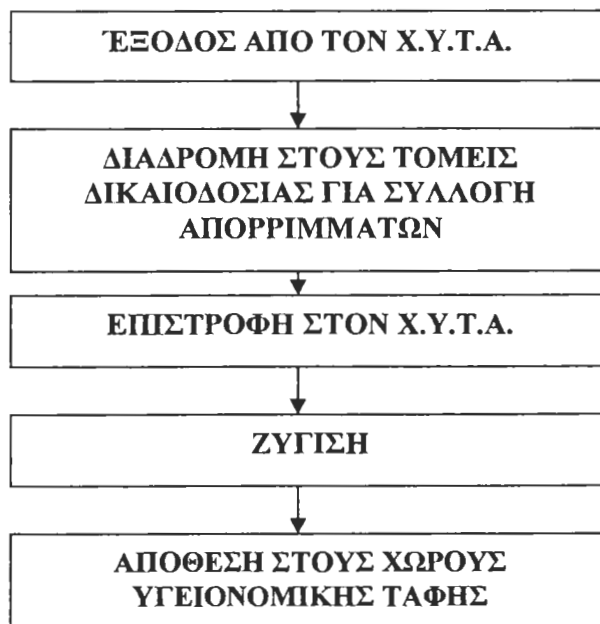 ΈΞΟΔΟΣ ΑΠΟ ΤΟΝ Χ.Υ.Τ.Α.
ΔΙΑΔΡΟΜΗ ΣΤΟΥΣ ΤΟΜΕΙΣ
ΔΙΚΑΙΟΔΟΣΙΑΣ ΓΙΑ ΣΥΛΛΟΓΗ
ΑΠΟΡΡΙΜΜΑΤΩΝ
ΕΠΙΣΤΡΟΦΗ ΣΤΟΝ Χ.Υ.Τ.Α.
ΖΥΓΙΣΗ
ΑΠΟΘΕΣΗ ΣΤΟΥΣ ΧΩΡΟΥΣ
ΥΓΕΙΟΝΟΜΙΚΗΣ ΤΑΦΗΣ